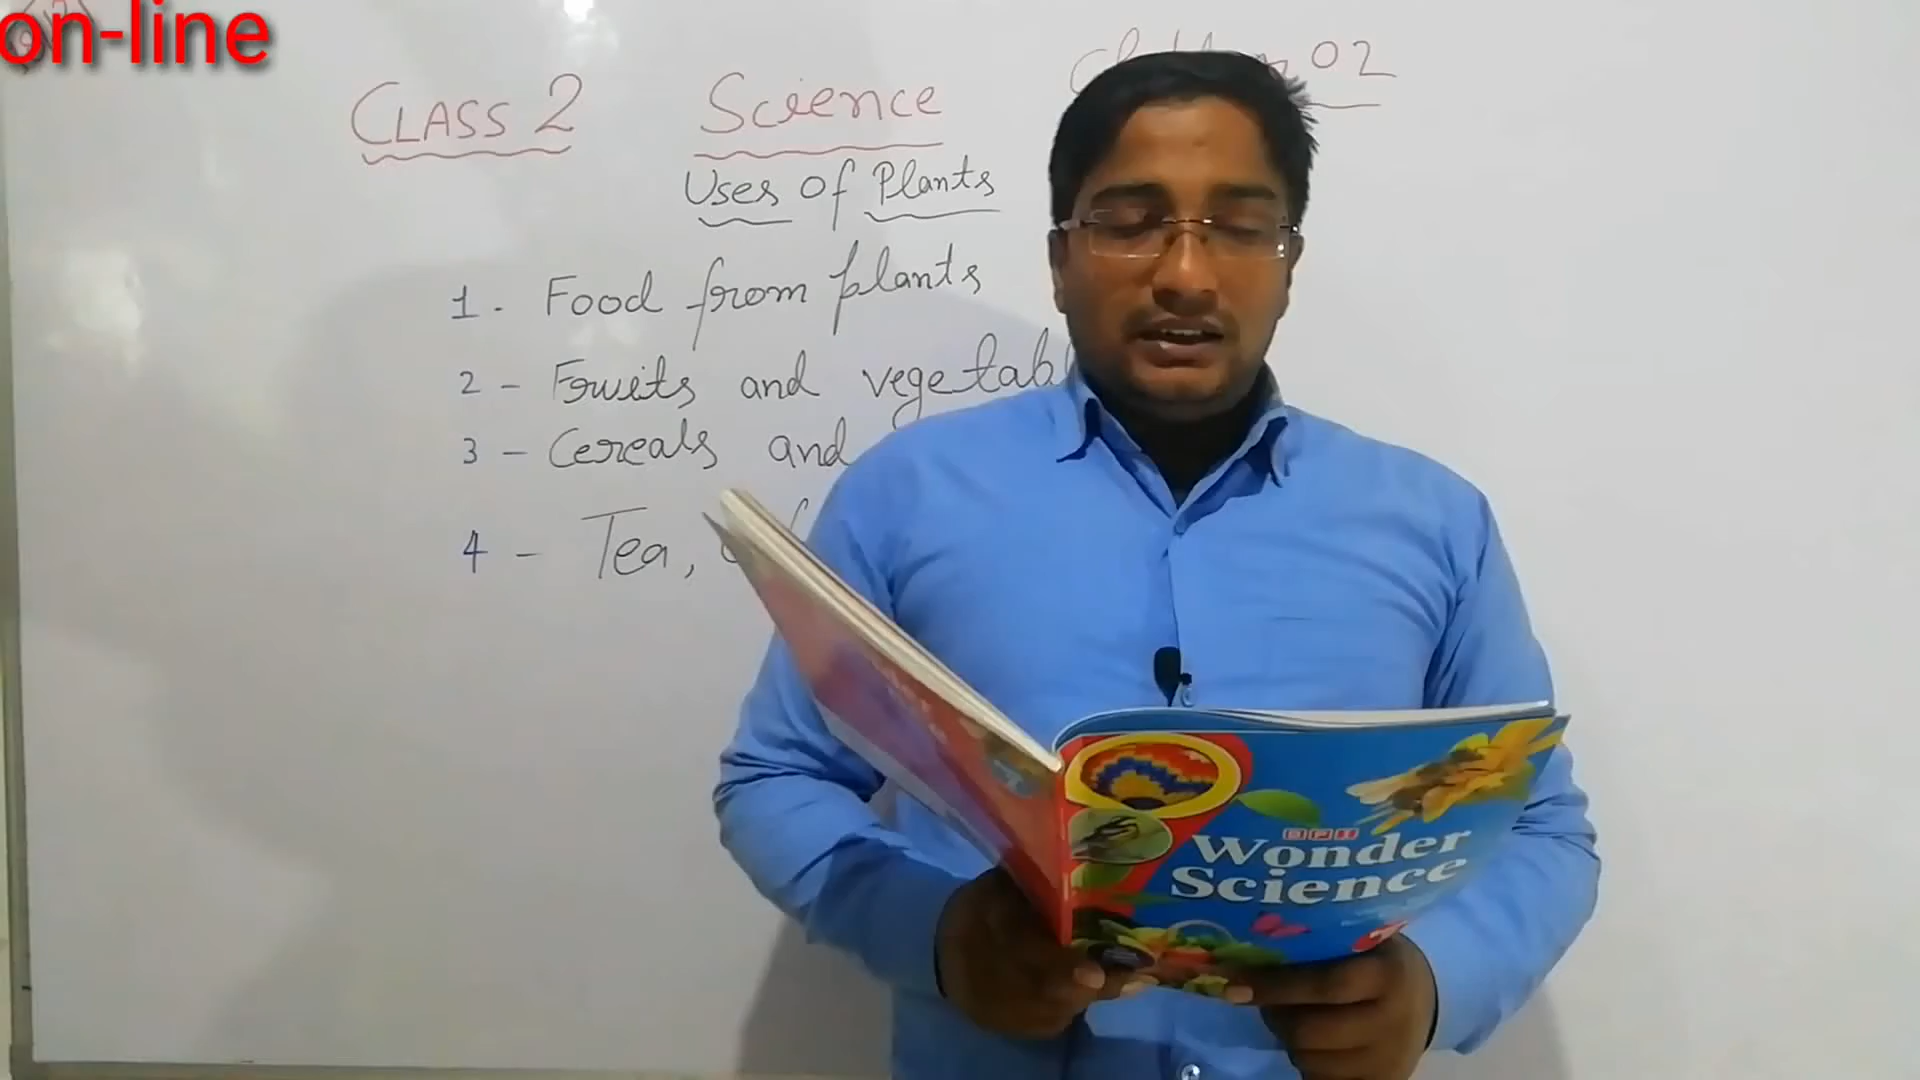 on-line
CLASS 2 Science 02
Uses of Plants
1. Food from plants
2 - Fruits and
3 - Cereals and
4 - Tea,
Wonder
Science